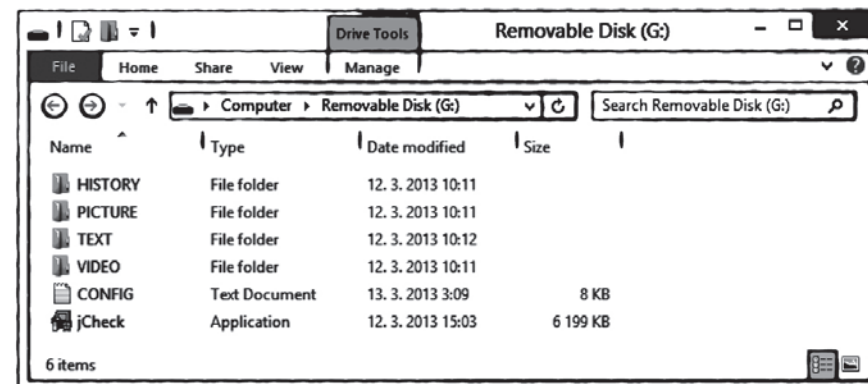 Drive Tools Removable Disk (G:)
File Home Share View Manage
Computer Removable Disk (G:) Search Removable Disk (G:)
Name Type Date modified Size
HISTORY File folder 12. 3. 2013 10:11
PICTURE File folder 12. 3. 2013 10:11
TEXT File folder 12. 3. 2013 10:12
VIDEO File folder 12. 3. 2013 10:11
CONFIG Text Document 13. 3. 2013 3:09 8 KB
jCheck Application 12. 3. 2013 15:03 6 199 KB
6 items